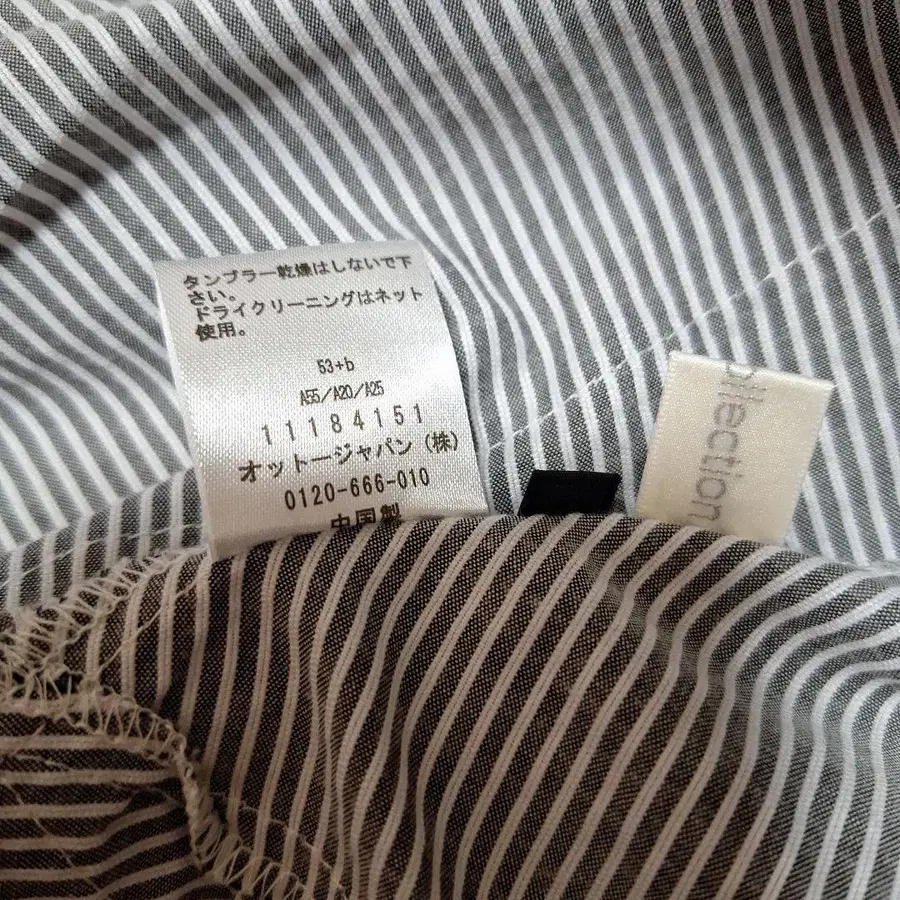 タンブラー乾燥はしないで下
さい。
ドライクリーニングはネット
使用。
53+b
A55/A20/A25
11184151
オットージャパン(株)
0120-666-010
中国製
ollection